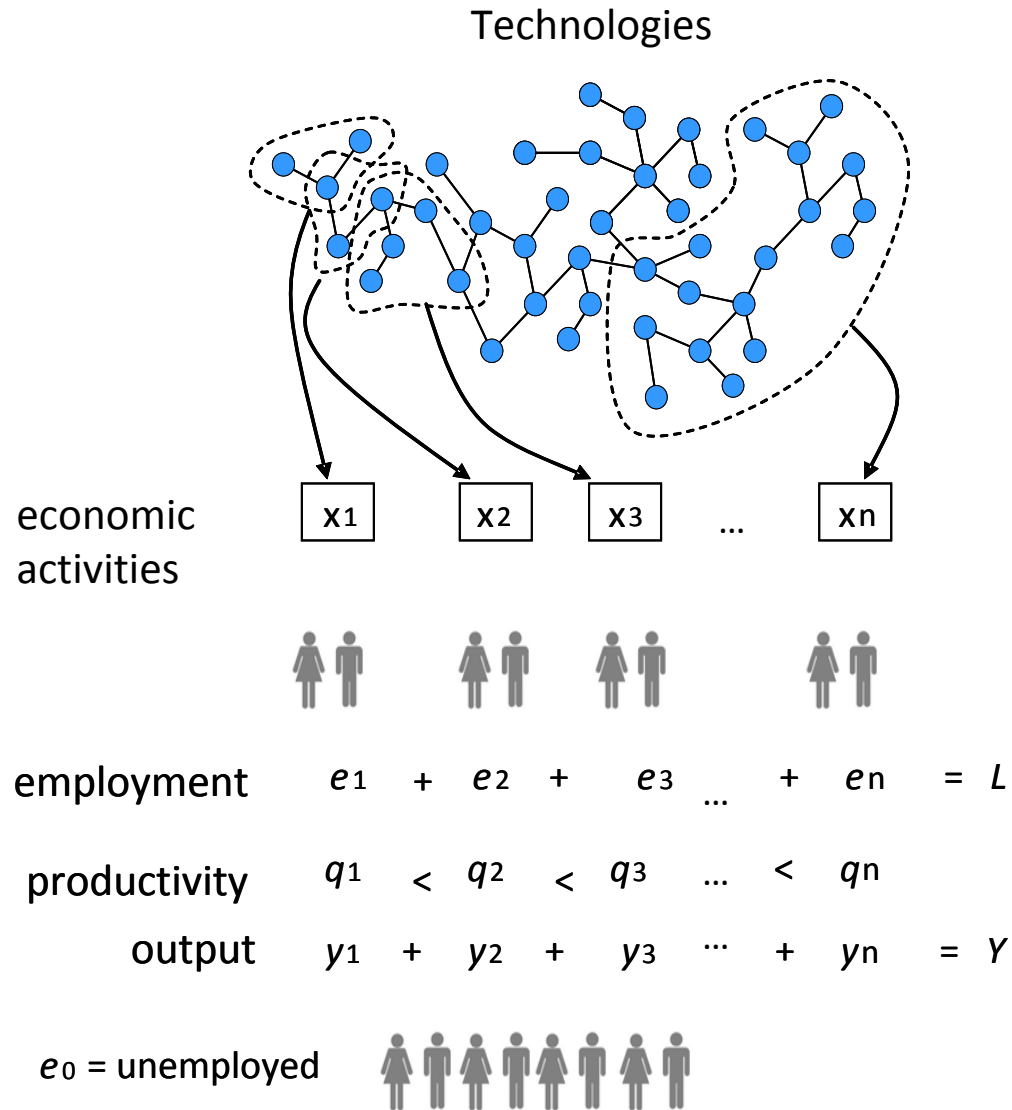 Technologies
x1 x2 x3 ... xn
economic
activities
employment e1 + e2 + e3 ... + en = L
productivity q1 < q2 < q3 ... < qn
output y1 + y2 + y3 ... + yn = Y
e0 = unemployed